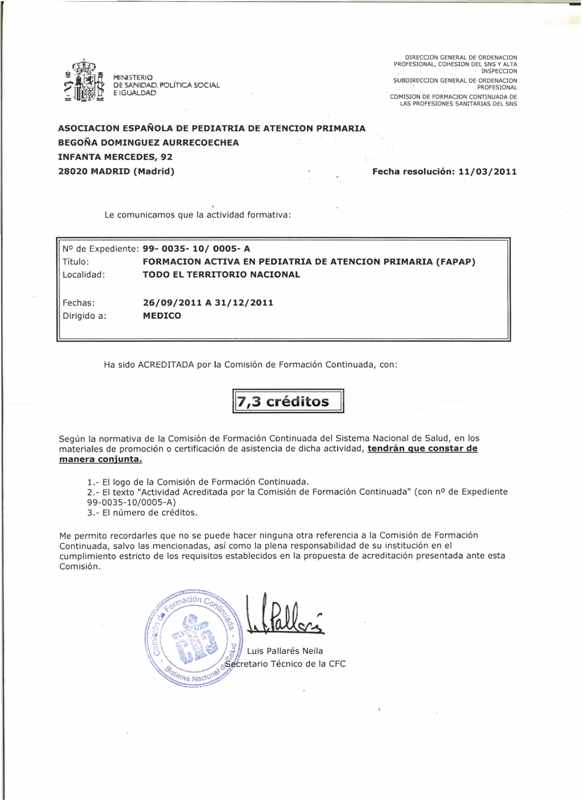 MINISTERIO
DE SANIDAD, POLÍTICA SOCIAL
E IGUALDAD
DIRECCION GENERAL DE ORDENACION
PROFESIONAL, COHESION DEL SNS Y ALTA
INSPECCION
SUBDIRECCIÓN GENERAL DE ORDENACION
PROFESIONAL
COMISION DE FORMACION CONTINUADA DE
LAS PROFESIONES SANITARIAS DEL SNS
ASOCIACION ESPAÑOLA DE PEDIATRIA DE ATENCION PRIMARIA
BEGOÑA DOMINGUEZ AURRECOECHEA
INFANTA MERCEDES, 92
28020 MADRID (Madrid)
Fecha resolución: 11/03/2011
Le comunicamos que la actividad formativa:
Nº de Expediente: 99- 0035- 10/ 0005- A
Título: FORMACION ACTIVA EN PEDIATRIA DE ATENCION PRIMARIA (FAPAP)
Localidad: TODO EL TERRITORIO NACIONAL
Fechas: 26/09/2011 A 31/12/2011
Dirigido a: MEDICO
Ha sido ACREDITADA por la Comisión de Formación Continuada, con:
7,3 créditos
Según la normativa de la Comisión de Formación Continuada del Sistema Nacional de Salud, en los
materiales de promoción o certificación de asistencia de dicha actividad, tendrán que constar de
manera conjunta.
1.- El logo de la Comisión de Formación Continuada.
2.- El texto "Actividad Acreditada por la Comisión de Formación Continuada" (con nº de Expediente
99-0035-10/0005-A)
3.- El número de créditos.
Me permito recordarles que no se puede hacer ninguna otra referencia a la Comisión de Formación
Continuada, salvo las mencionadas, así como la plena responsabilidad de su institución en el
cumplimiento estricto de los requisitos establecidos en la propuesta de acreditación presentada ante esta
Comisión.
Comisión de Formación Continuada
Sistema Nacional de Salud
Pallarés
Luis Pallarés Neila
Secretario Técnico de la CFC